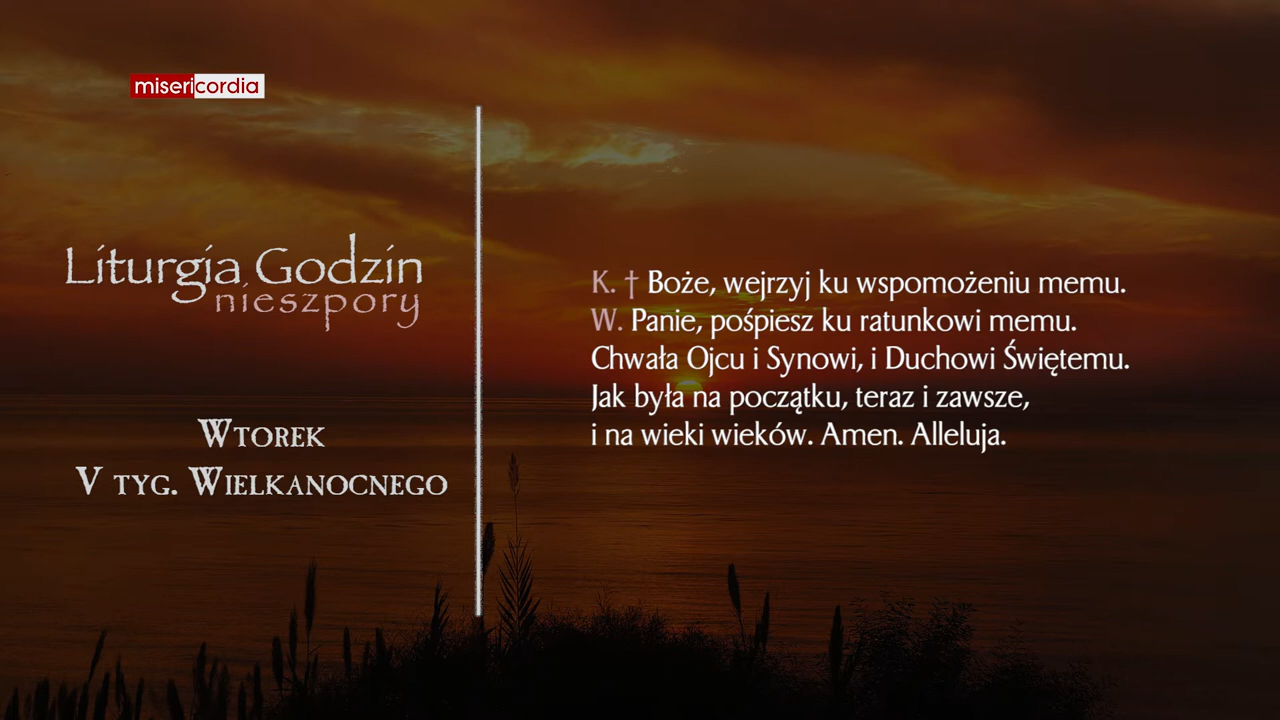 misericordia
Liturgia Godzin
nieszpory
Wtorek
V tyg. Wielkanocnego
K. † Boże, wejrzyj ku wspomożeniu memu.
W. Panie, pośpiesz ku ratunkowi memu.
Chwała Ojcu i Synowi, i Duchowi Świętemu.
Jak była na początku, teraz i zawsze,
i na wieki wieków. Amen. Alleluja.